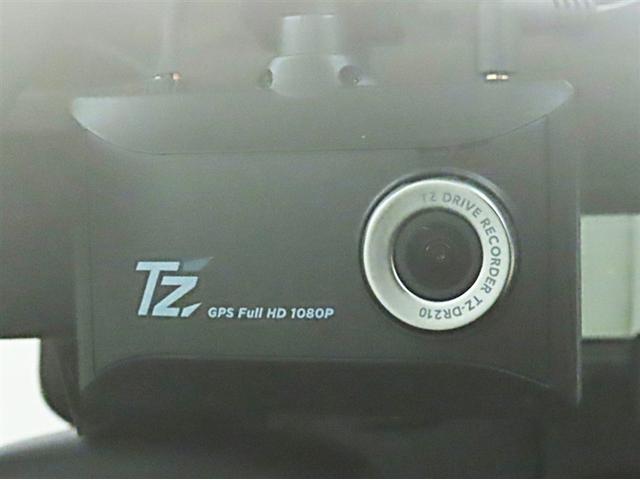 TZ
GPS Full HD 1080P
TZ DRIVE RECORDER TZ-DR210